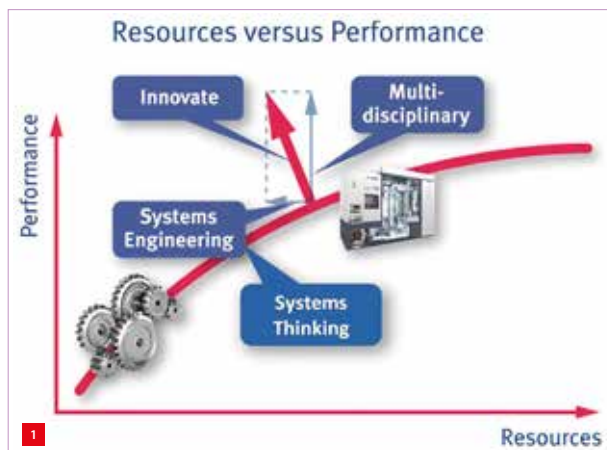 Resources versus Performance
Innovate
Multi-
disciplinary
Performance
Systems
Engineering
Systems
Thinking
1
Resources